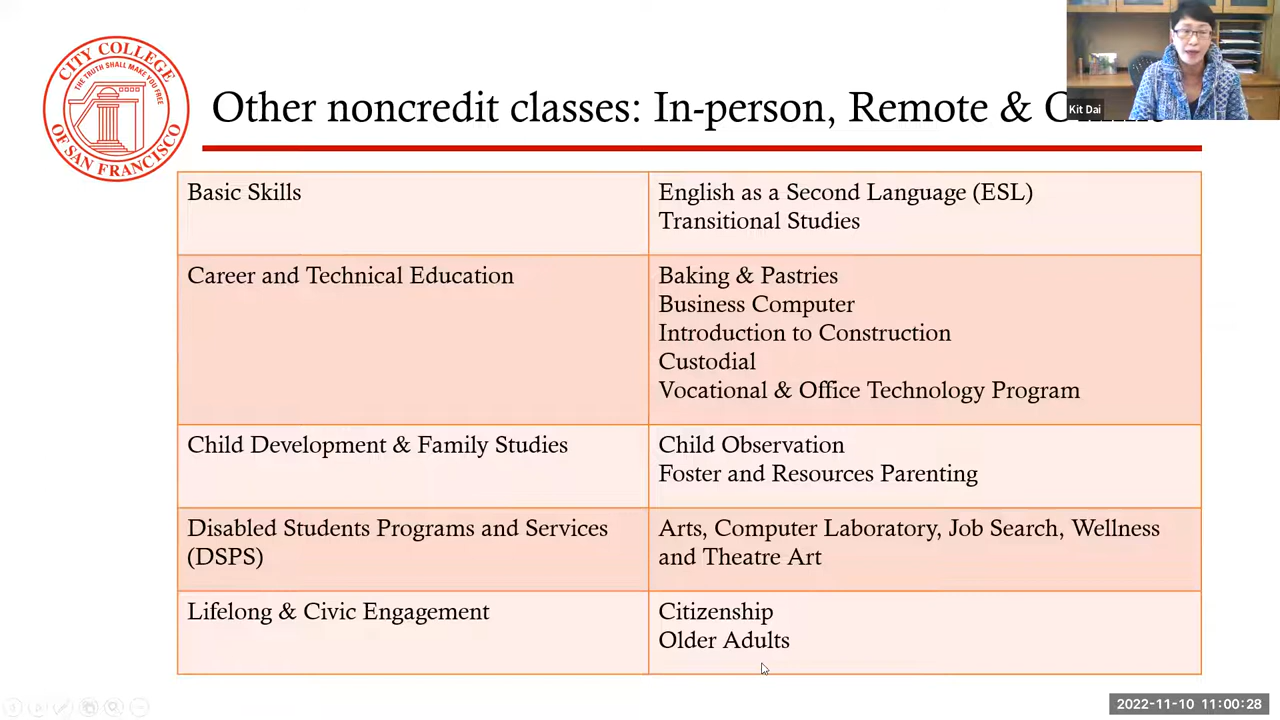 CITY COLLEGE
THE TRUTH SHALL MAKE YOU FREE
OF SAN FRANCISCO
Other noncredit classes: In-person, Remote &
Kit Dai
Basic Skills
English as a Second Language (ESL)
Transitional Studies
Career and Technical Education
Baking & Pastries
Business Computer
Introduction to Construction
Custodial
Vocational & Office Technology Program
Child Development & Family Studies
Child Observation
Foster and Resources Parenting
Disabled Students Programs and Services
(DSPS)
Arts, Computer Laboratory, Job Search, Wellness
and Theatre Art
Lifelong & Civic Engagement
Citizenship
Older Adults
2022-11-10 11:00:28